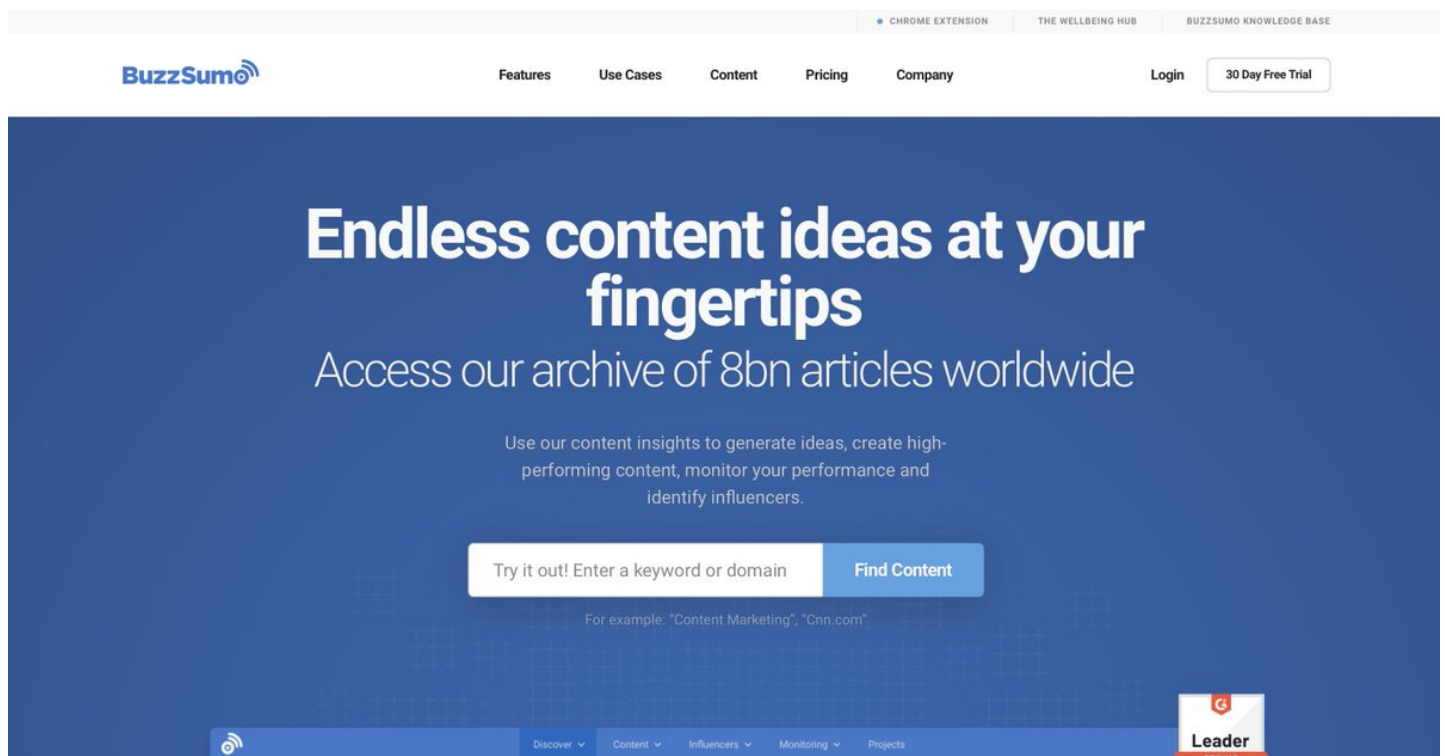 CHROME EXTENSION
THE WELLBEING HUB
BUZZSUMO KNOWLEDGE BASE
BuzzSumo
Features
Use Cases
Content
Pricing
Company
Login
30 Day Free Trial
Endless content ideas at your
fingertips
Access our archive of 8bn articles worldwide
Use our content insights to generate ideas, create high-
performing content, monitor your performance and
identify influencers.
Try it out! Enter a keyword or domain
Find Content
For example: "Content Marketing", "Cnn.com"
Discover
Content
Influencers
Monitoring
Projects
G2
Leader